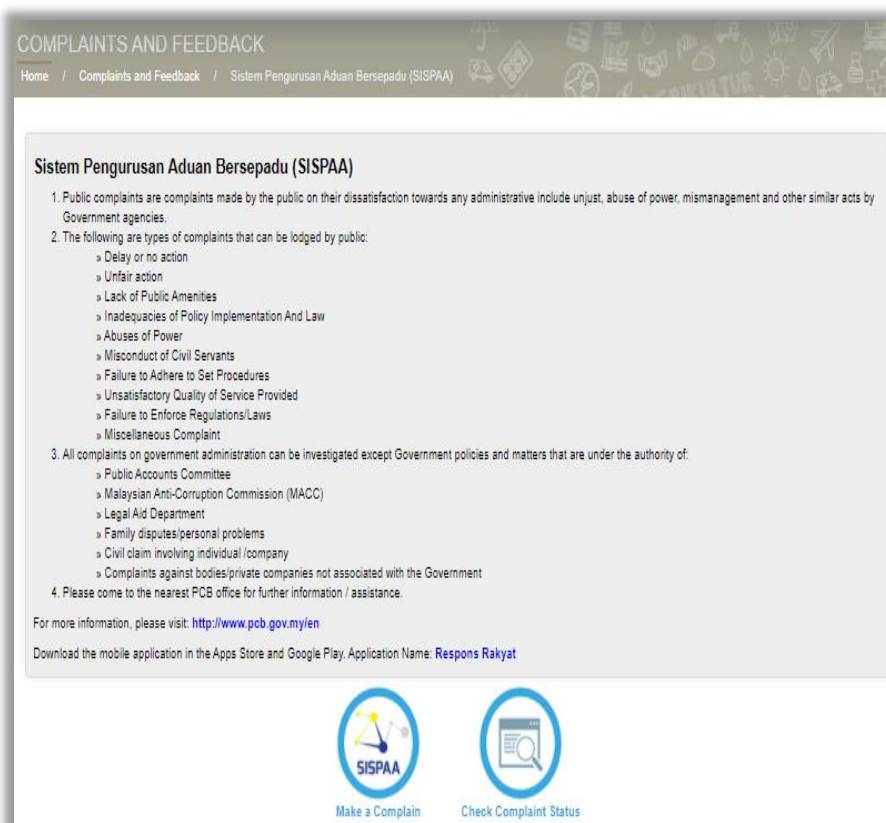 COMPLAINTS AND FEEDBACK
Home / Complaints and Feedback / Sistem Pengurusan Aduan Bersepadu (SISPAA)
Sistem Pengurusan Aduan Bersepadu (SISPAA)
1. Public complaints are complaints made by the public on their dissatisfaction towards any administrative include unjust, abuse of power, mismanagement and other similar acts by
Government agencies.
2. The following are types of complaints that can be lodged by public:
» Delay or no action
» Unfair action
» Lack of Public Amenities
» Inadequacies of Policy Implementation And Law
» Abuses of Power
» Misconduct of Civil Servants
» Failure to Adhere to Set Procedures
» Unsatisfactory Quality of Service Provided
» Failure to Enforce Regulations/Laws
» Miscellaneous Complaint
3. All complaints on government administration can be investigated except Government policies and matters that are under the authority of:
» Public Accounts Committee
» Malaysian Anti-Corruption Commission (MACC)
» Legal Aid Department
» Family disputes/personal problems
» Civil claim involving individual /company
» Complaints against bodies/private companies not associated with the Government
4. Please come to the nearest PCB office for further information / assistance.
For more information, please visit: http://www.pcb.gov.my/en
Download the mobile application in the Apps Store and Google Play. Application Name: Respons Rakyat
SISPAA
Make a Complain Check Complaint Status